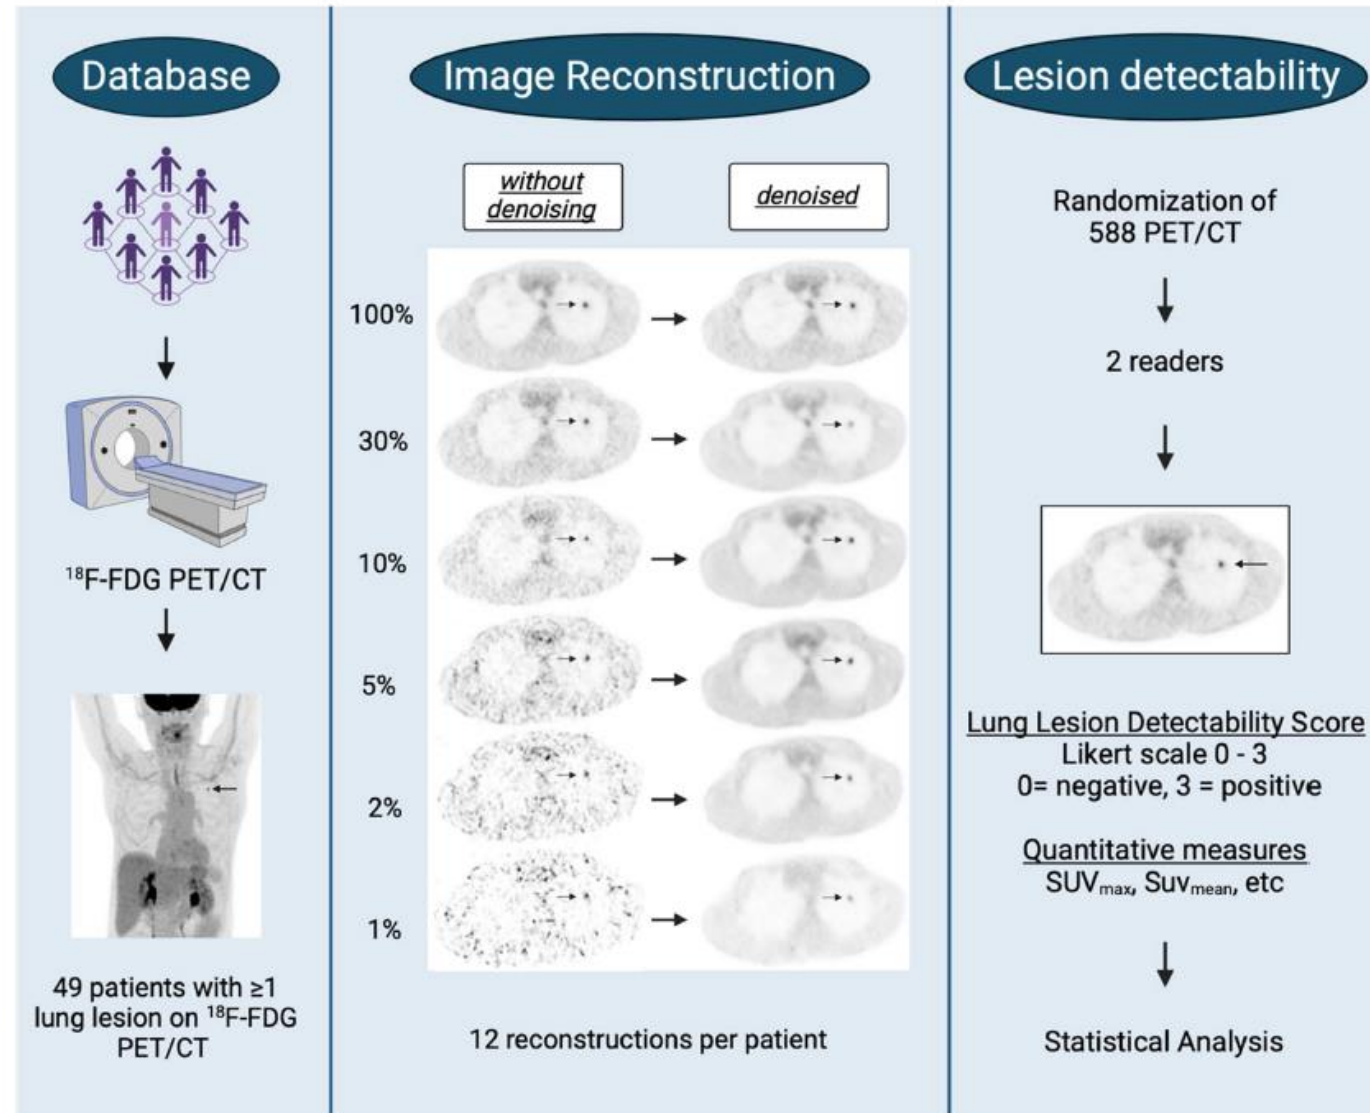 Database
18F-FDG PET/CT
49 patients with ≥1
lung lesion on 18F-FDG
PET/CT
Image Reconstruction
without
denoising
denoised
100%
30%
10%
5%
2%
1%
12 reconstructions per patient
Lesion detectability
Randomization of
588 PET/CT
2 readers
Lung Lesion Detectability Score
Likert scale 0 - 3
0= negative, 3 = positive
Quantitative measures
SUVmax, Suvmean, etc
Statistical Analysis